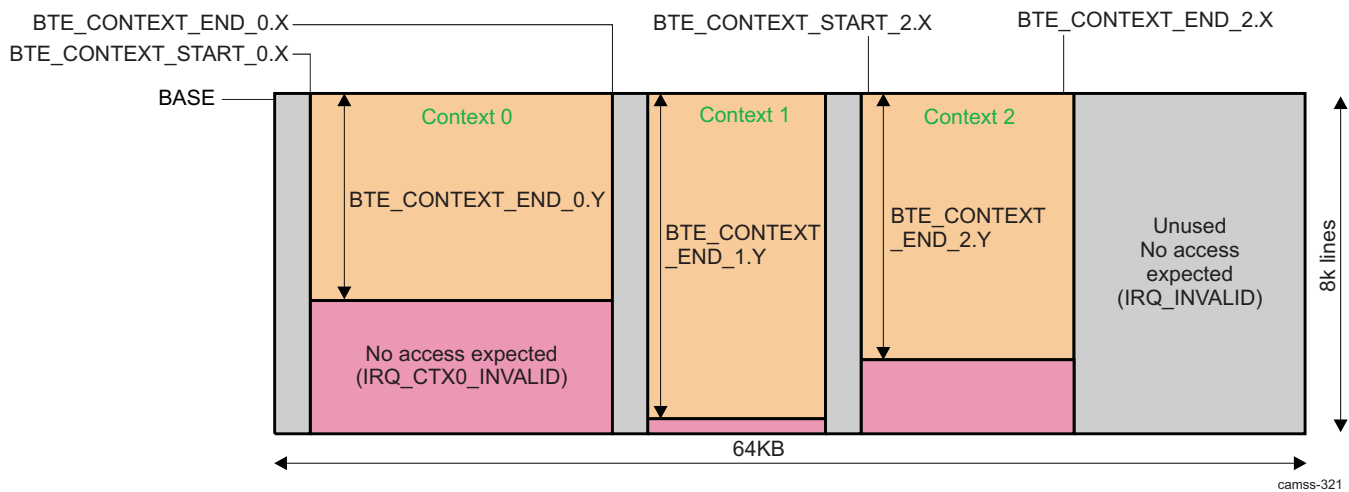 BTE_CONTEXT_END_0.X
BTE_CONTEXT_START_2.X
BTE_CONTEXT_END_2.X
BTE_CONTEXT_START_0.X
BASE
Context 0
Context 1
Context 2
BTE_CONTEXT_END_0.Y
BTE_CONTEXT
_END_1.Y
BTE_CONTEXT
_END_2.Y
Unused
No access
expected
(IRQ_INVALID)
8k lines
No access expected
(IRQ_CTX0_INVALID)
64KB
camss-321